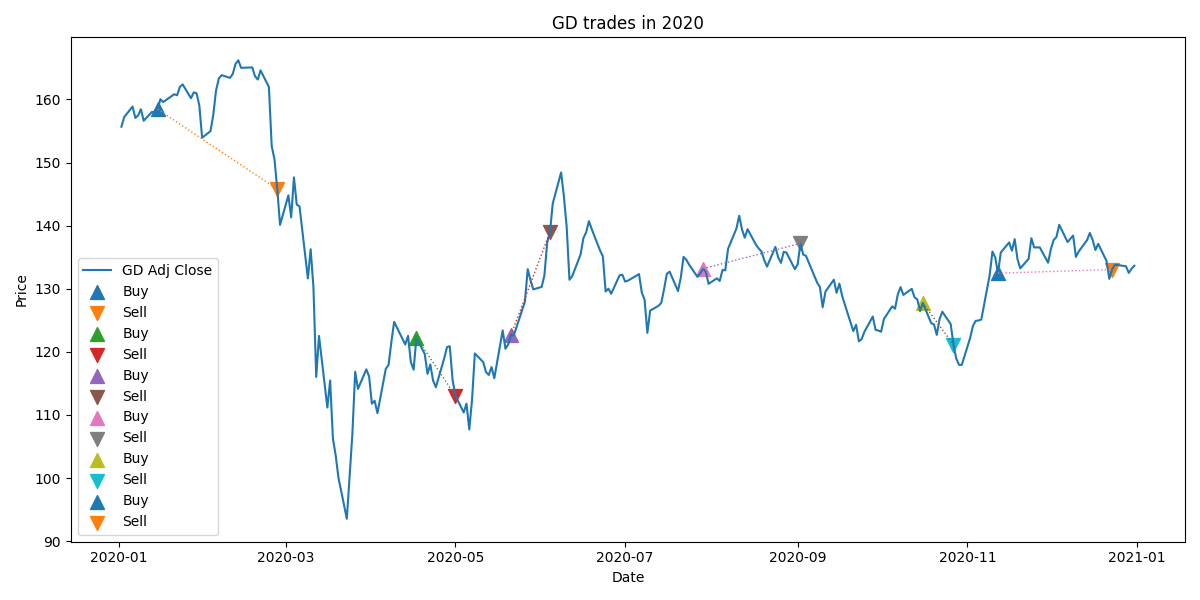 GD trades in 2020
Price
160
150
140
130
120
110
100
90
GD Adj Close
Buy
Sell
Buy
Sell
Buy
Sell
Buy
Sell
Buy
Sell
Buy
Sell
2020-01
2020-03
2020-05
2020-07
2020-09
2020-11
2021-01
Date